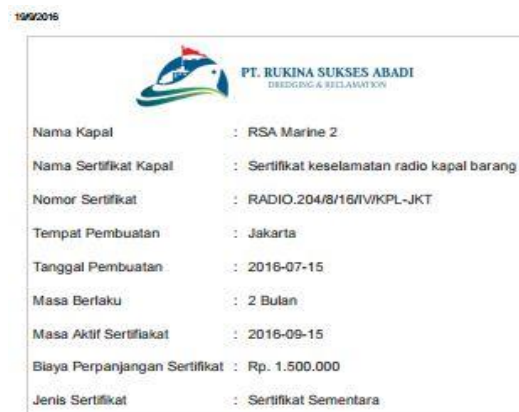 19/9/2016
PT. RUKINA SUKSES ABADI
DREDGING & RECLAMATION
Nama Kapal : RSA Marine 2
Nama Sertifikat Kapal : Sertifikat keselamatan radio kapal barang
Nomor Sertifikat : RADIO.204/8/16/IV/KPL-JKT
Tempat Pembuatan : Jakarta
Tanggal Pembuatan : 2016-07-15
Masa Berlaku : 2 Bulan
Masa Aktif Sertifiakat : 2016-09-15
Biaya Perpanjangan Sertifikat : Rp. 1.500.000
Jenis Sertifikat : Sertifikat Sementara